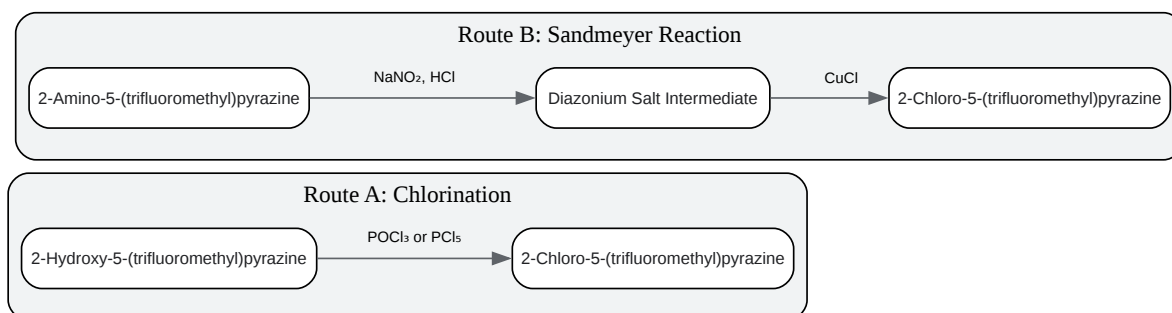 Route B: Sandmeyer Reaction
NaNO₂, HCl
CuCl
2-Amino-5-(trifluoromethyl)pyrazine
Diazonium Salt Intermediate
2-Chloro-5-(trifluoromethyl)pyrazine
Route A: Chlorination
POCl₃ or PCl₅
2-Hydroxy-5-(trifluoromethyl)pyrazine
2-Chloro-5-(trifluoromethyl)pyrazine